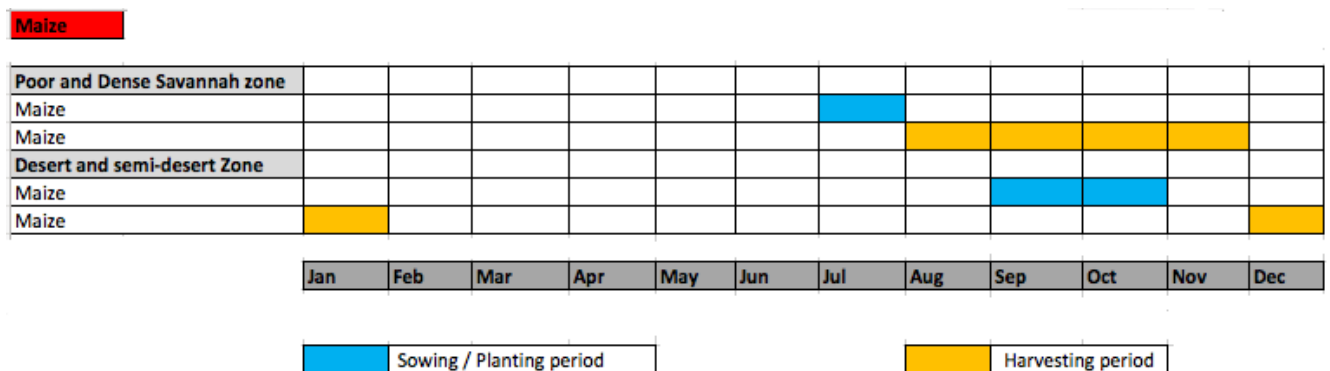 Maize
Poor and Dense Savannah zone
Maize
Maize
Desert and semi-desert Zone
Maize
Maize
Jan Feb Mar Apr May Jun Jul Aug Sep Oct Nov Dec
Sowing / Planting period Harvesting period